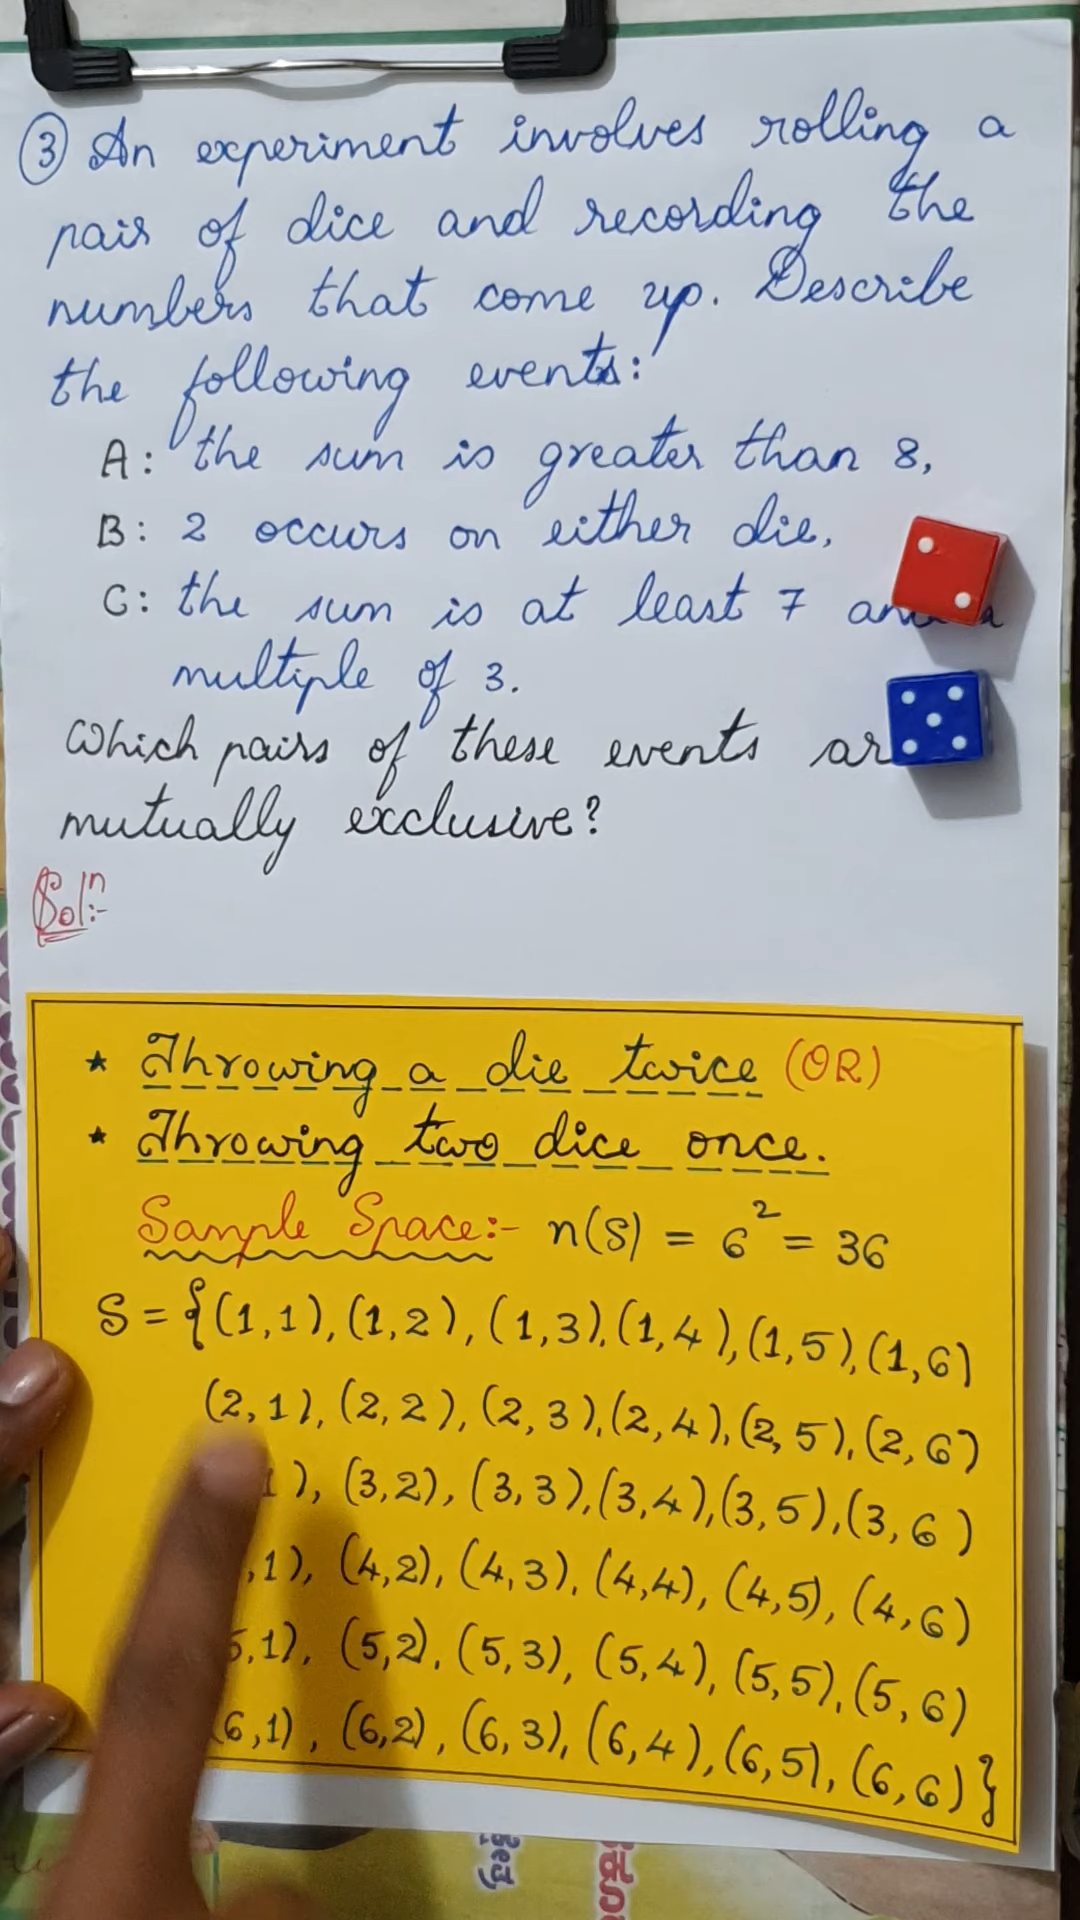 ③ An experiment involves rolling a
pair of dice and recording the
numbers that come up. Describe
the following events:
A: the sum is greater than 8,
B: 2 occurs on either die,
C: the sum is at least 7
multiple of 3.
Which pairs of these events
mutually exclusive?
Solⁿ:-
★ Throwing a die twice (OR)
★ Throwing two dice once.
Sample Space:- n(S) = 6² = 36
S = {(1,1), (1,2), (1,3), (1,4), (1,5), (1,6)
(2,1), (2,2), (2,3), (2,4), (2,5), (2,6)
1), (3,2), (3,3), (3,4), (3,5), (3,6)
,1), (4,2), (4,3), (4,4), (4,5), (4,6)
5,1), (5,2), (5,3), (5,4), (5,5), (5,6)
(6,1), (6,2), (6,3), (6,4), (6,5), (6,6)}